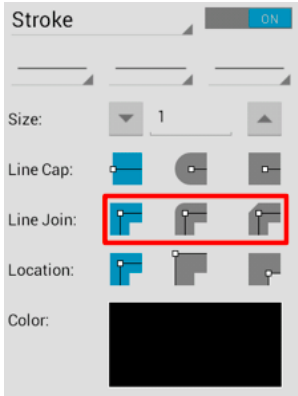 Stroke ON
Size: 1
Line Cap:
Line Join:
Location:
Color: